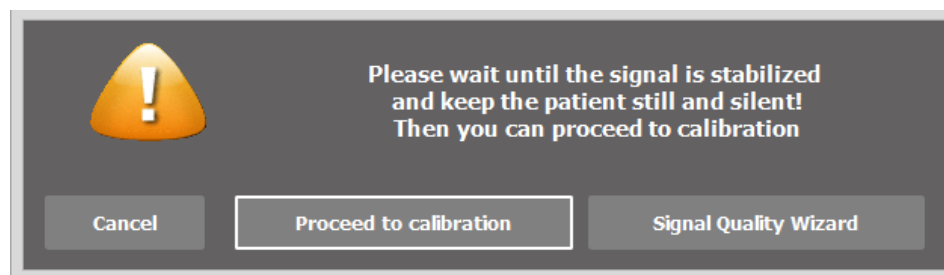 Please wait until the signal is stabilized
and keep the patient still and silent!
Then you can proceed to calibration
Cancel
Proceed to calibration
Signal Quality Wizard